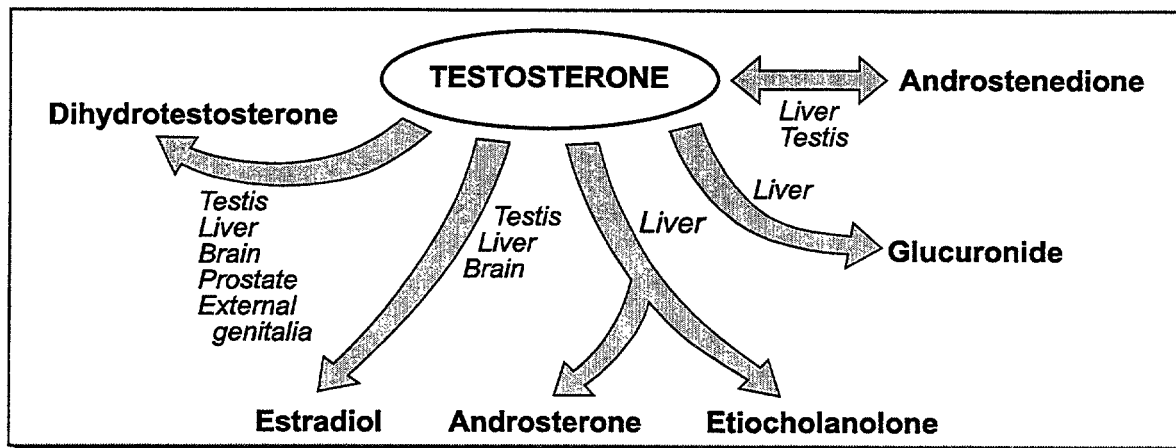 TESTOSTERONE
Androstenedione
Liver
Testis
Dihydrotestosterone
Testis
Liver
Brain
Prostate
External
genitalia
Testis
Liver
Brain
Liver
Liver
Glucuronide
Estradiol
Androsterone
Etiocholanolone